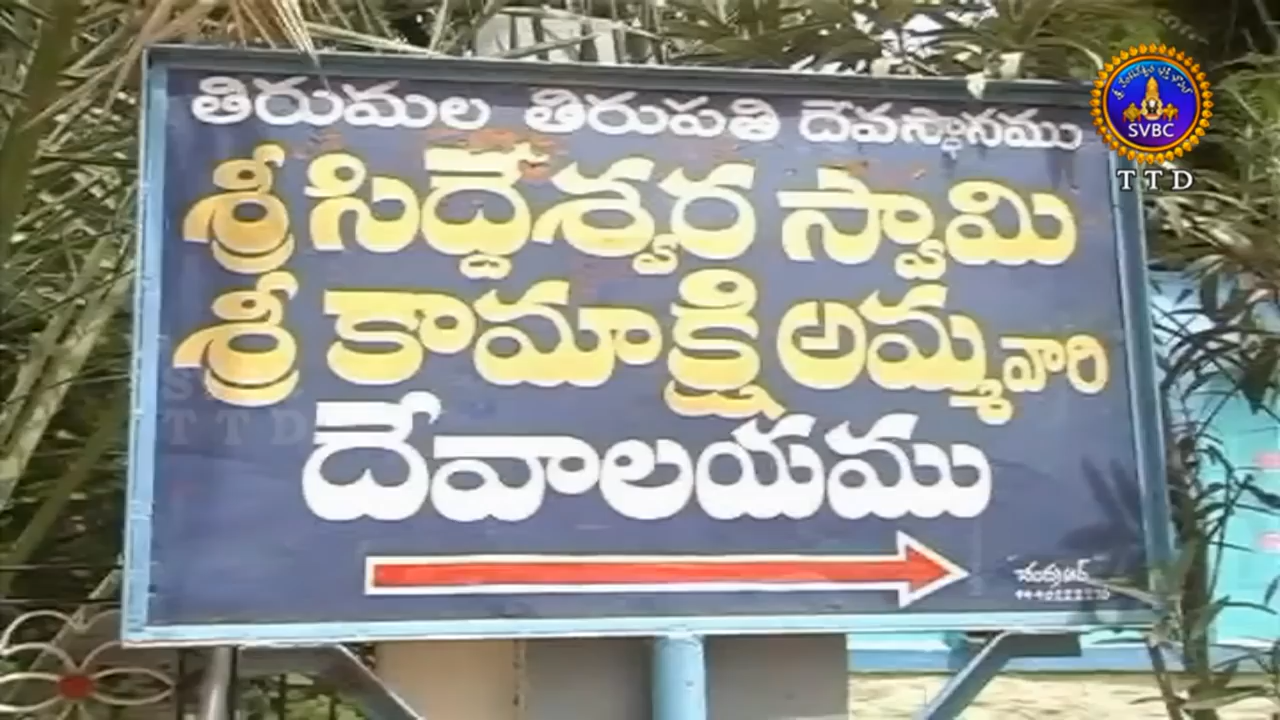 తిరుమల తిరుపతి దేవస్థానము
శ్రీ సిద్దేశ్వర స్వామి
శ్రీ కామాక్షి అమ్మవారి
దేవాలయము
SVBC
TTD